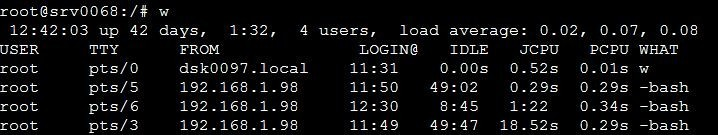 root@srv0068:/# w
12:42:03 up 42 days, 1:32, 4 users, load average: 0.02, 0.07, 0.08
USER TTY FROM LOGIN@ IDLE JCPU PCPU WHAT
root pts/0 dsk0097.local 11:31 0.00s 0.52s 0.01s w
root pts/5 192.168.1.98 11:50 49:02 0.29s 0.29s -bash
root pts/6 192.168.1.98 12:30 8:45 1:22 0.34s -bash
root pts/3 192.168.1.98 11:49 49:47 18.52s 0.29s -bash